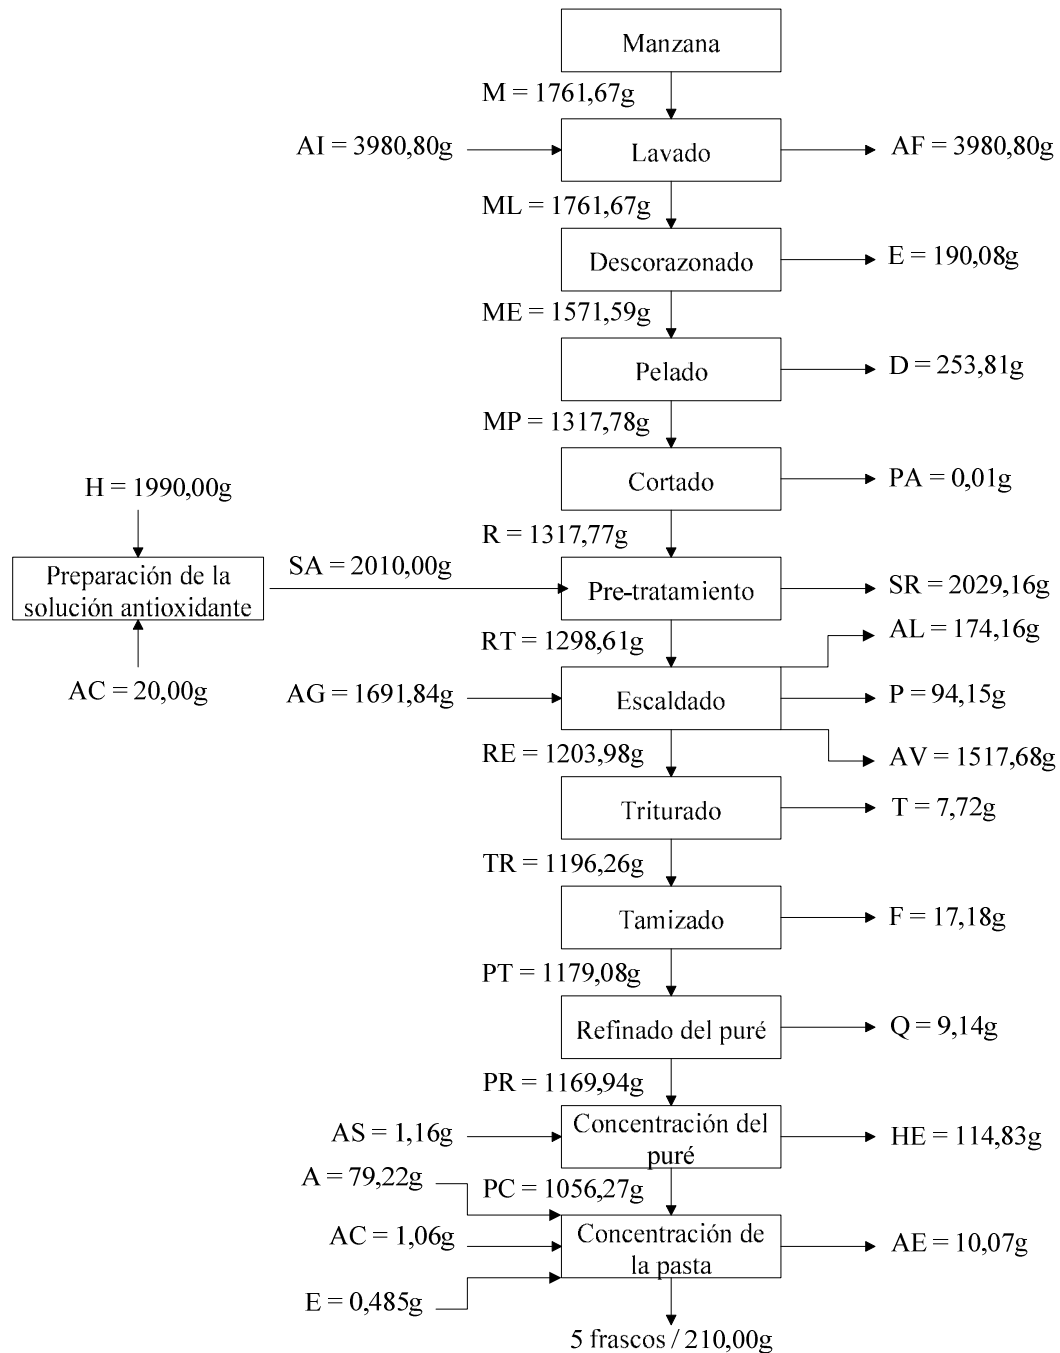 Manzana
M = 1761,67g
AI = 3980,80g
Lavado
AF = 3980,80g
ML = 1761,67g
Descorazonado
E = 190,08g
ME = 1571,59g
Pelado
D = 253,81g
MP = 1317,78g
H = 1990,00g
Cortado
PA = 0,01g
R = 1317,77g
Preparación de la
solución antioxidante
SA = 2010,00g
Pre-tratamiento
SR = 2029,16g
AC = 20,00g
RT = 1298,61g
AL = 174,16g
AG = 1691,84g
Escaldado
P = 94,15g
RE = 1203,98g
AV = 1517,68g
Triturado
T = 7,72g
TR = 1196,26g
Tamizado
F = 17,18g
PT = 1179,08g
Refinado del puré
Q = 9,14g
PR = 1169,94g
AS = 1,16g
Concentración del
puré
HE = 114,83g
A = 79,22g
PC = 1056,27g
AC = 1,06g
Concentración de
la pasta
AE = 10,07g
E = 0,485g
5 frascos / 210,00g